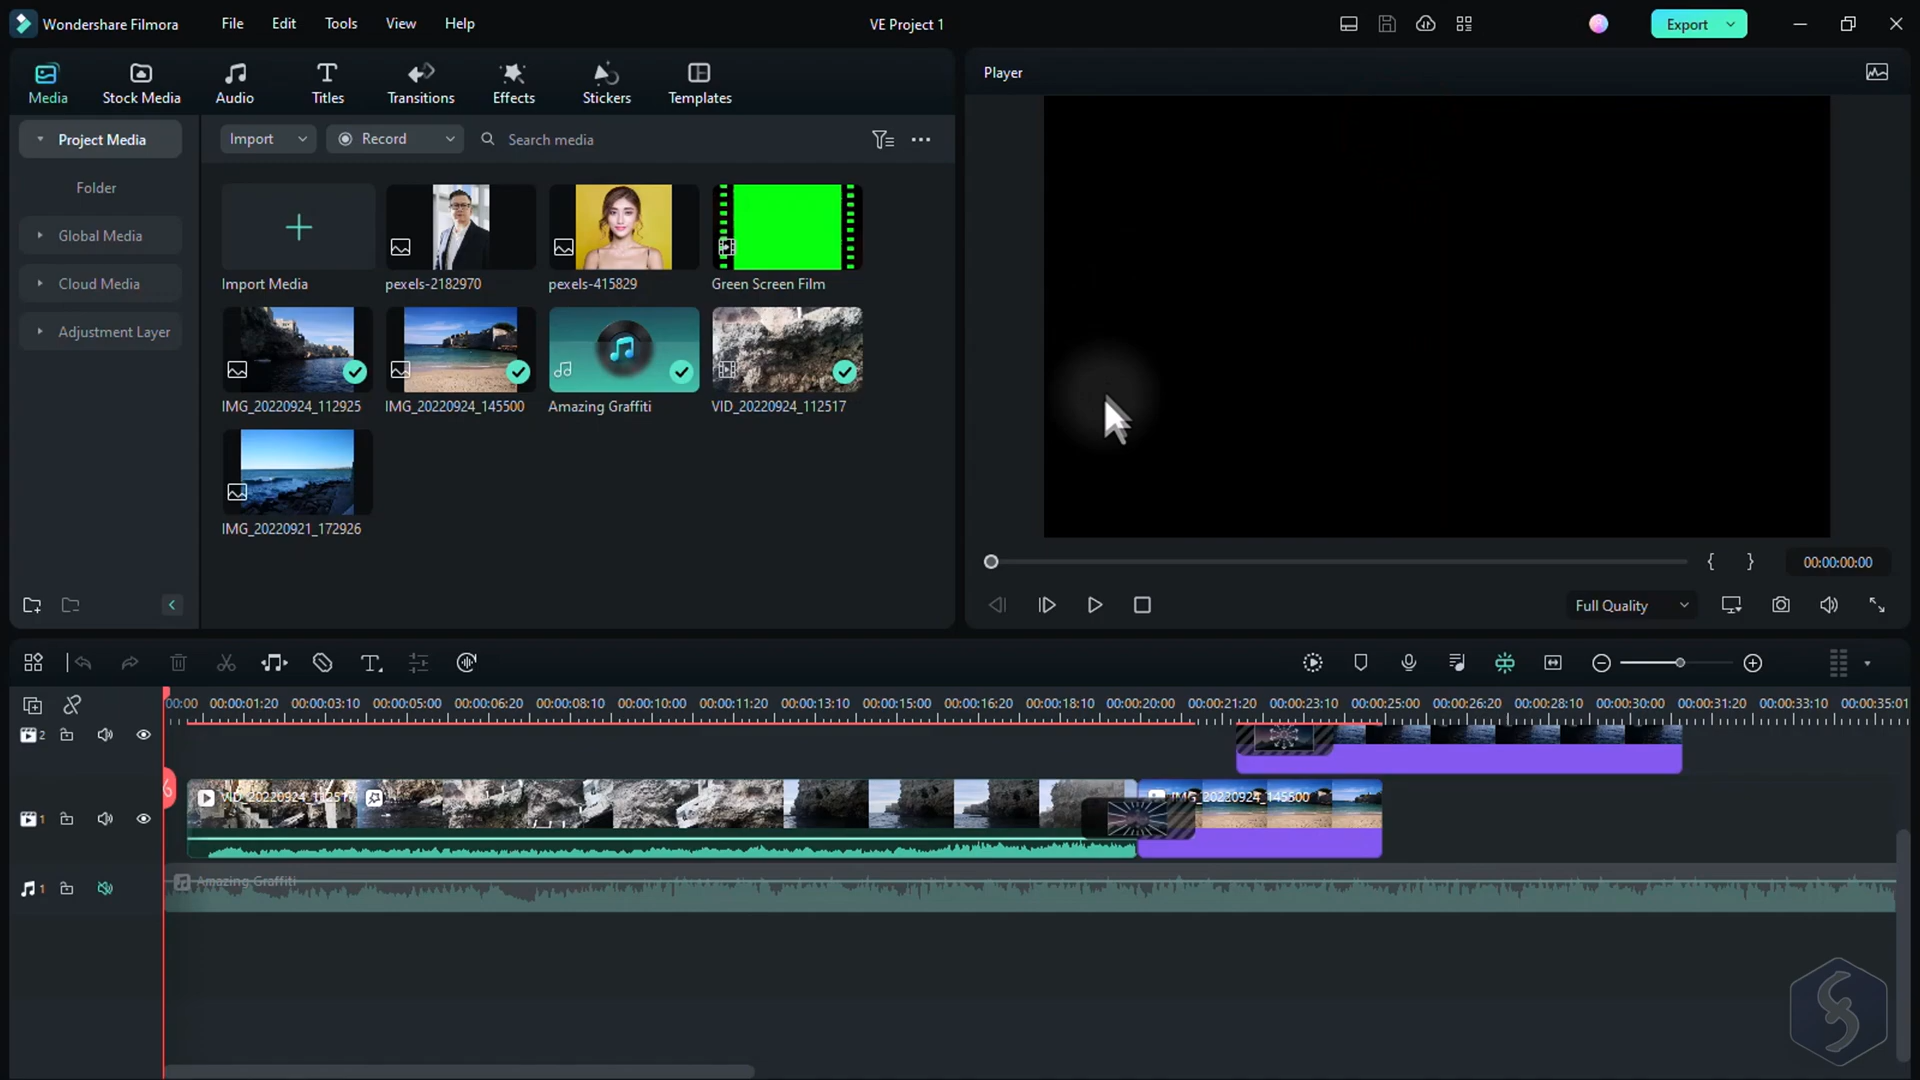 Wondershare Filmora
File
Edit
Tools
View
Help
VE Project 1
Export
Media
Stock Media
Audio
Titles
Transitions
Effects
Stickers
Templates
Player
Project Media
Import
Record
Search media
Folder
Global Media
Cloud Media
Adjustment Layer
Import Media
pexels-2182970
pexels-415829
Green Screen Film
IMG_20220924_112925
IMG_20220924_145500
Amazing Graffiti
VID_20220924_112517
IMG_20220921_172926
{ }
00:00:00:00
Full Quality
00:00 00:00:01:20 00:00:03:10 00:00:05:00 00:00:06:20 00:00:08:10 00:00:10:00 00:00:11:20 00:00:13:10 00:00:15:00 00:00:16:20 00:00:18:10 00:00:20:00 00:00:21:20 00:00:23:10 00:00:25:00 00:00:26:20 00:00:28:10 00:00:30:00 00:00:31:20 00:00:33:10 00:00:35:01
2
VID_20220924_112517
IMG_20220924_145500
1
1
Amazing Graffiti